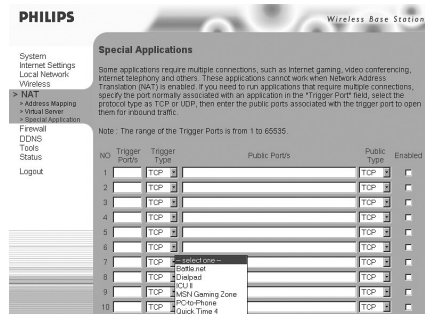 PHILIPS
Wireless Base Station
System
Internet Settings
Local Network
Wireless
> NAT
> Address Mapping
> Virtual Server
> Special Application
Firewall
DDNS
Tools
Status
Logout
Special Applications
Some applications require multiple connections, such as Internet gaming, video conferencing,
Internet telephony and others. These applications cannot work when Network Address
Translation (NAT) is enabled. If you need to run applications that require multiple connections,
specify the port normally associated with an application in the "Trigger Port" field, select the
protocol type as TCP or UDP, then enter the public ports associated with the trigger port to open
them for inbound traffic.
Note : The range of the Trigger Ports is from 1 to 65535.
NO Trigger Port/s Trigger Type Public Port/s Public Type Enabled
1 TCP TCP
2 TCP TCP
3 TCP TCP
4 TCP TCP
5 TCP TCP
6 TCP TCP
7 TCP TCP
8 TCP TCP
9 TCP TCP
10 TCP TCP
-- select one --
Battle.net
Dialpad
ICU II
MSN Gaming Zone
PC-to-Phone
Quick Time 4